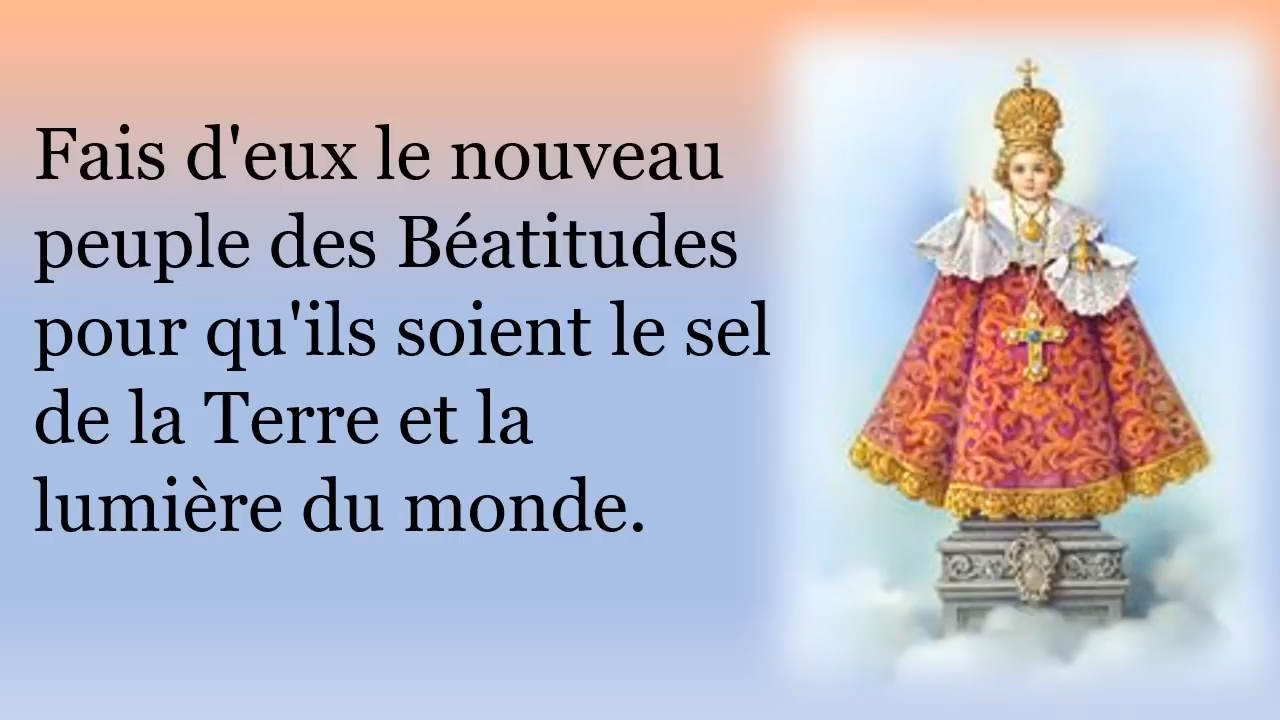 Fais d'eux le nouveau
peuple des Béatitudes
pour qu'ils soient le sel
de la Terre et la
lumière du monde.